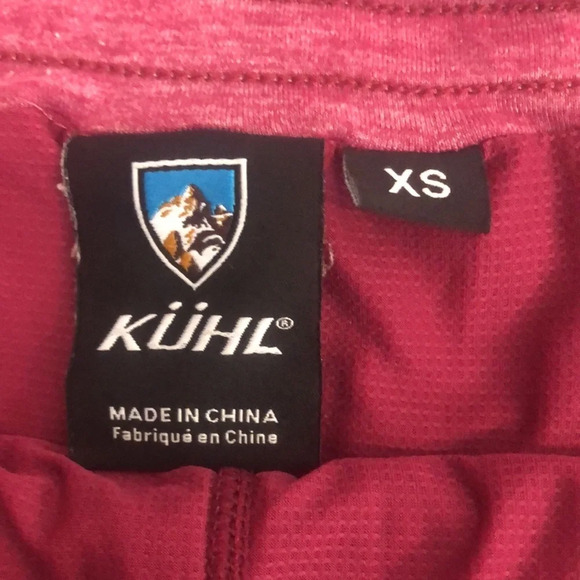 KÜHL®
MADE IN CHINA
Fabriqué en Chine
XS